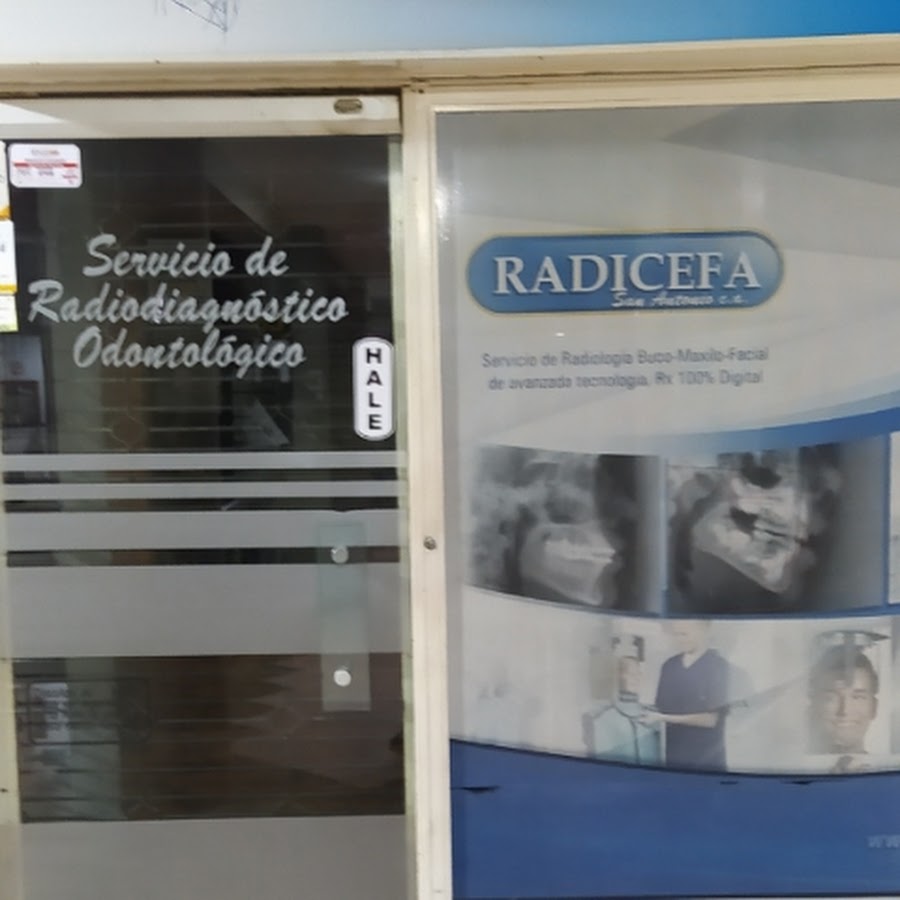 Servicio de
Radiodiagnóstico
Odontológico
HALE
RADICEFA
San Antonio c.a.
Servicio de Radiología Buco-Maxilo-Facial
de avanzada tecnología, Rx 100% Digital